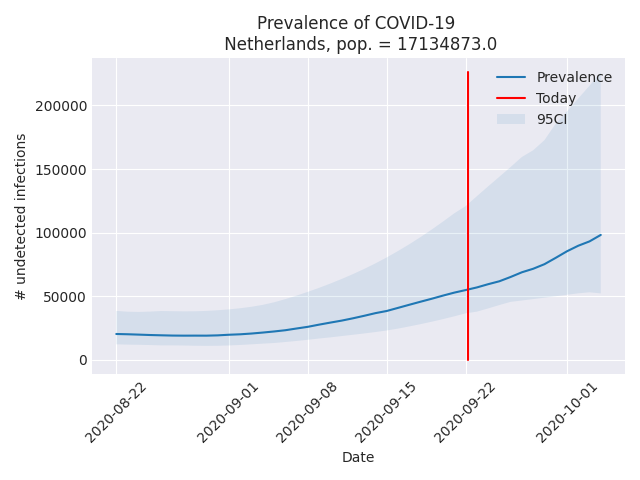 Prevalence of COVID-19
Netherlands, pop. = 17134873.0
Prevalence
Today
95CI
200000
150000
100000
50000
0
# undetected infections
2020-08-22
2020-09-01
2020-09-08
2020-09-15
2020-09-22
2020-10-01
Date